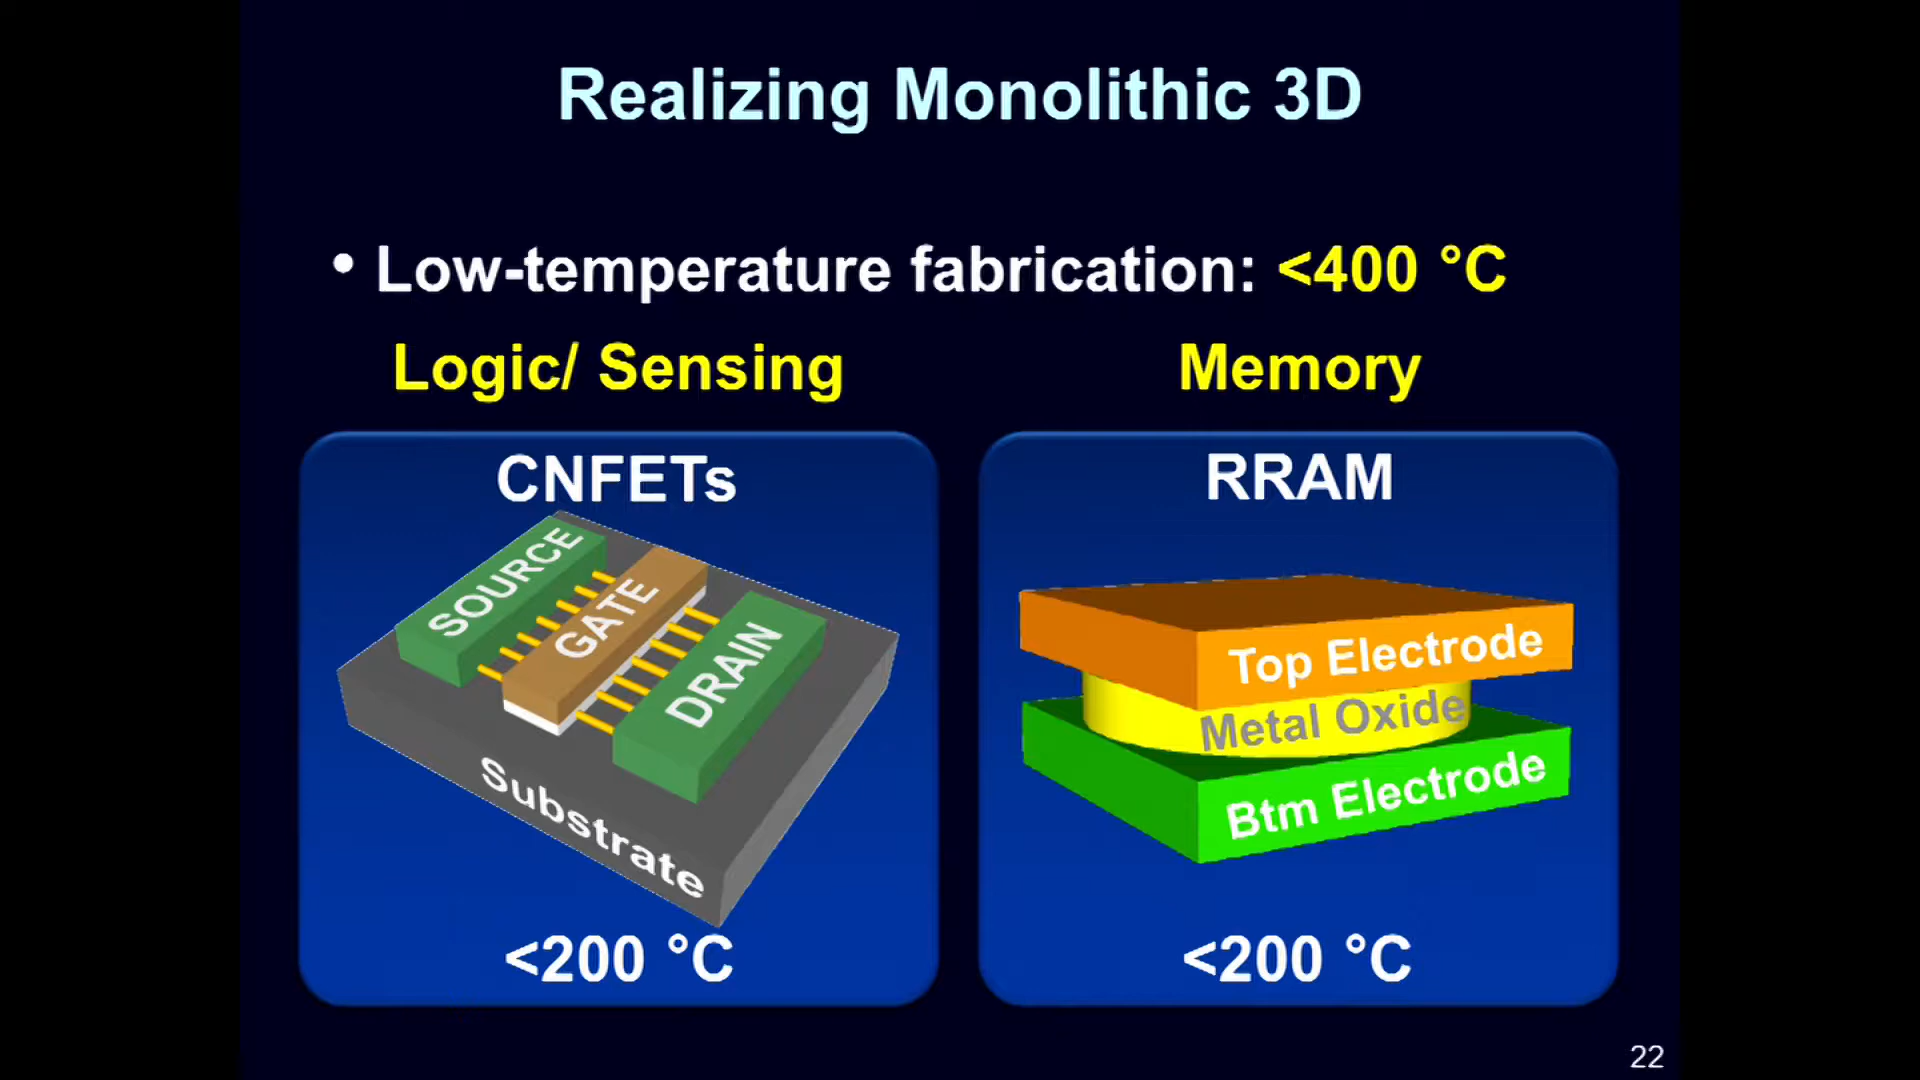 Realizing Monolithic 3D
• Low-temperature fabrication: <400 °C
Logic/ Sensing
Memory
CNFETs
SOURCE
GATE
DRAIN
Substrate
<200 °C
RRAM
Top Electrode
Metal Oxide
Btm Electrode
<200 °C
22